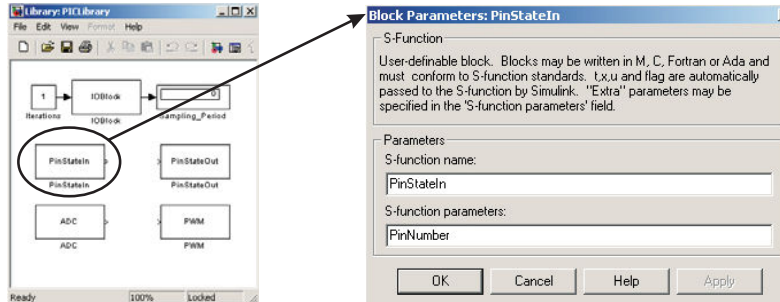 Library: PICLibrary
File Edit View Format Help
1
Iterations
IOBlock
IOBlock
0
Sampling_Period
PinStateIn
PinStateIn
PinStateOut
PinStateOut
ADC
ADC
PWM
PWM
Ready 100% Locked
Block Parameters: PinStateIn
S-Function
User-definable block. Blocks may be written in M, C, Fortran or Ada and
must conform to S-function standards. t,x,u and flag are automatically
passed to the S-function by Simulink. "Extra" parameters may be
specified in the 'S-function parameters' field.
Parameters
S-function name:
PinStateIn
S-function parameters:
PinNumber
OK Cancel Help Apply